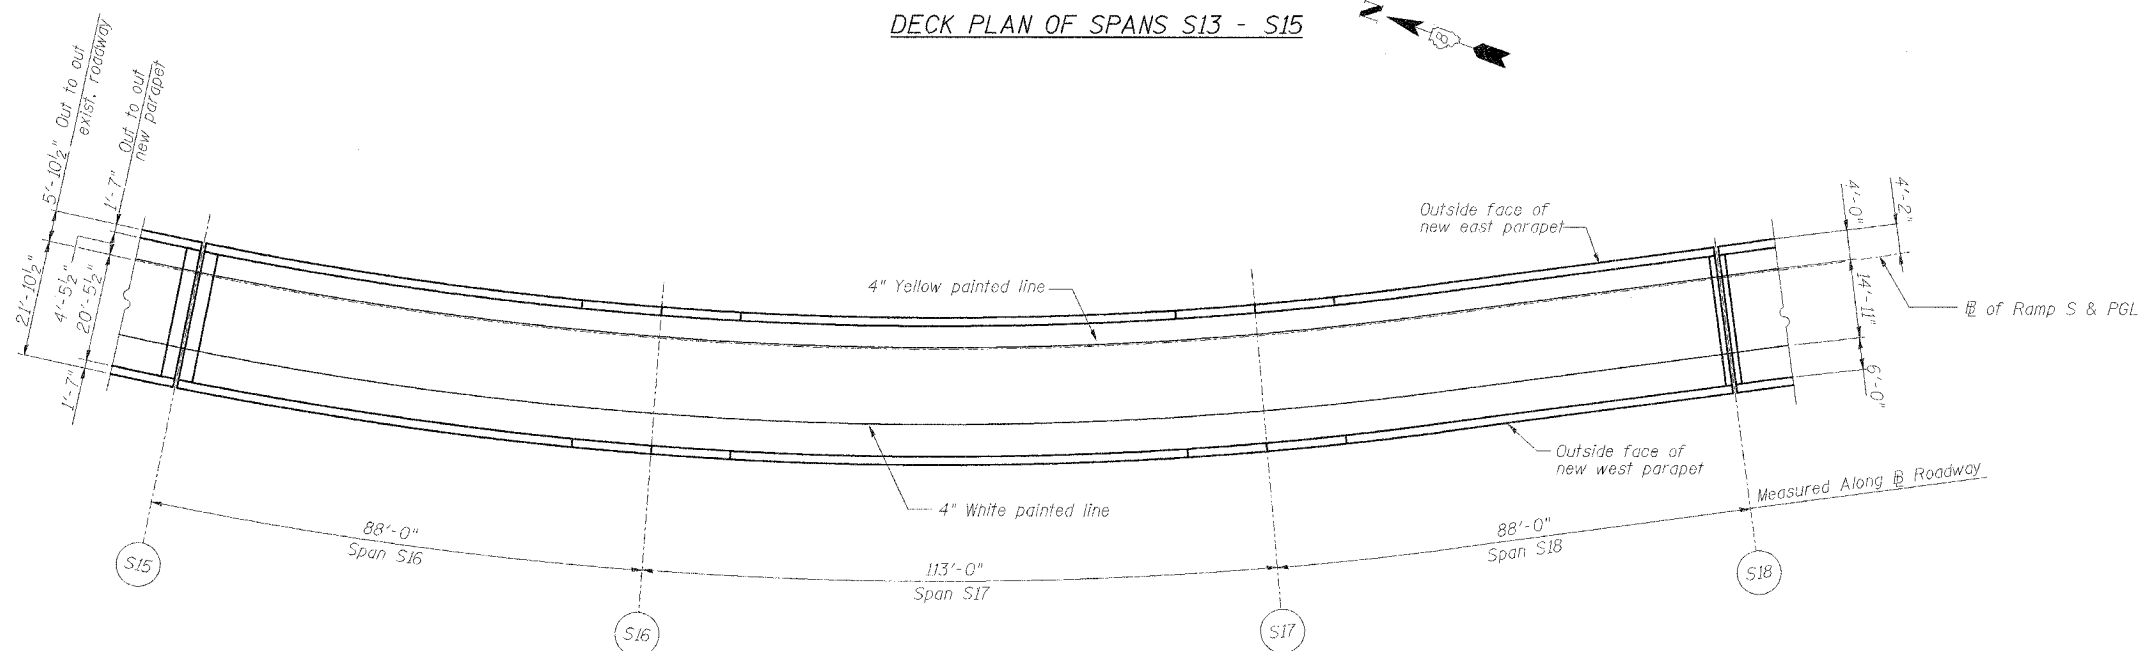 DECK PLAN OF SPANS S13 - S15
N
5'-10½" Out to out
exist. roadway
1'-7" Out to out
new parapet
21'-10½"
4'-5½"
20'-5½"
1'-7"
4" Yellow painted line
Outside face of
new east parapet
4'-0"
4'-2"
14'-11"
6'-0"
℄ of Ramp S & PGL
4" White painted line
Outside face of
new west parapet
Measured Along ℄ Roadway
88'-0"
Span S16
113'-0"
Span S17
88'-0"
Span S18
S15
S16
S17
S18